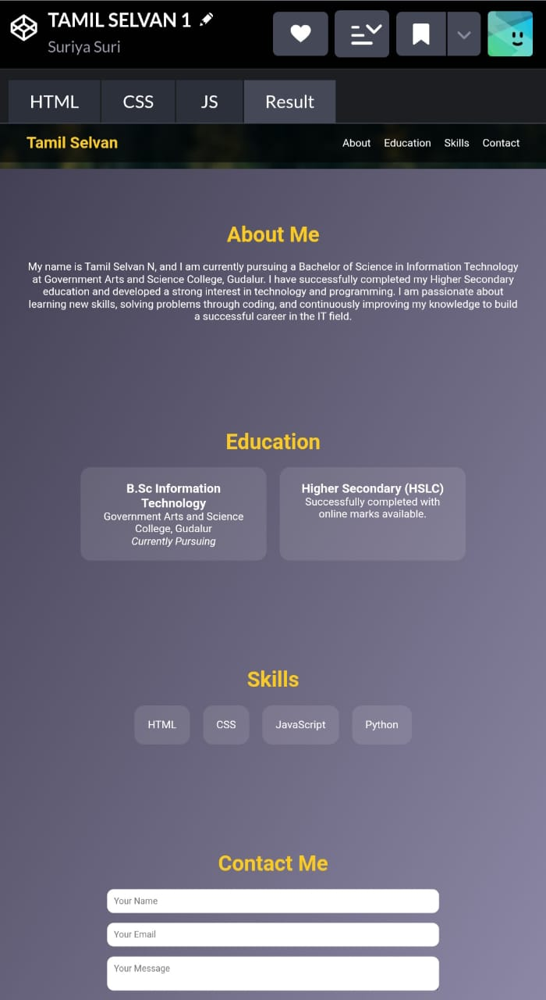 TAMIL SELVAN 1
Suriya Suri
HTML CSS JS Result
Tamil Selvan About Education Skills Contact
About Me
My name is Tamil Selvan N, and I am currently pursuing a Bachelor of Science in Information Technology
at Government Arts and Science College, Gudalur. I have successfully completed my Higher Secondary
education and developed a strong interest in technology and programming. I am passionate about
learning new skills, solving problems through coding, and continuously improving my knowledge to build
a successful career in the IT field.
Education
B.Sc Information
Technology
Government Arts and Science
College, Gudalur
Currently Pursuing
Higher Secondary (HSLC)
Successfully completed with
online marks available.
Skills
HTML CSS JavaScript Python
Contact Me
Your Name
Your Email
Your Message